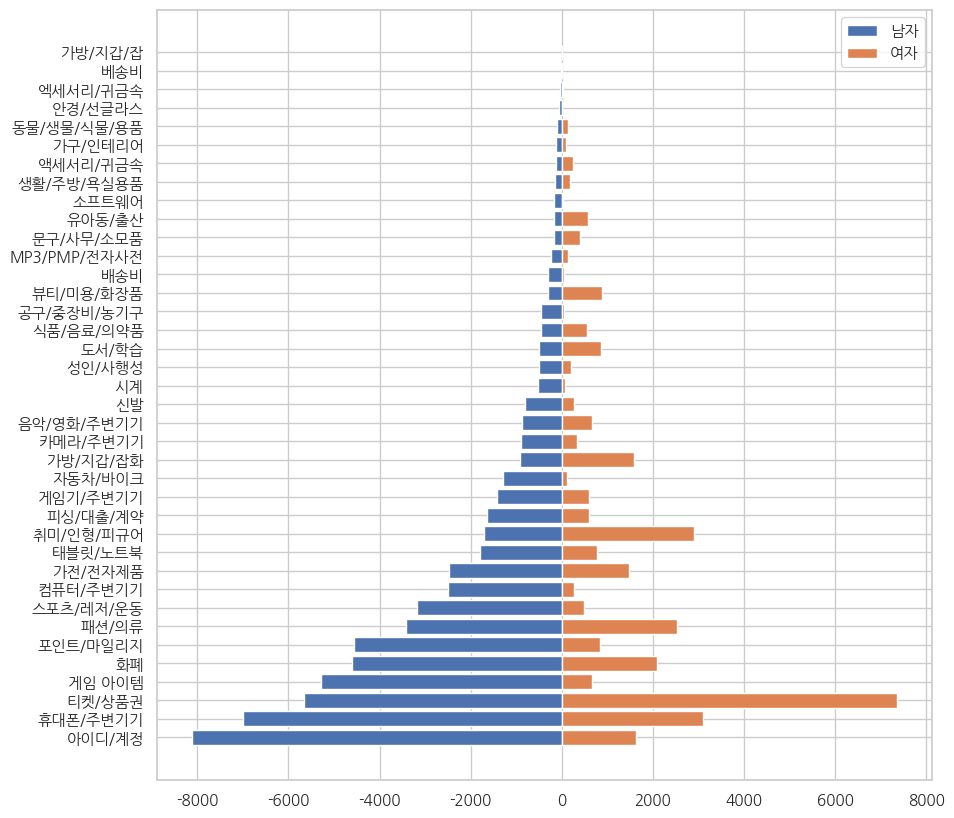 남자
여자
가방/지갑/잡
베송비
엑세서리/귀금속
안경/선글라스
동물/생물/식물/용품
가구/인테리어
액세서리/귀금속
생활/주방/욕실용품
소프트웨어
유아동/출산
문구/사무/소모품
MP3/PMP/전자사전
배송비
뷰티/미용/화장품
공구/중장비/농기구
식품/음료/의약품
도서/학습
성인/사행성
시계
신발
음악/영화/주변기기
카메라/주변기기
가방/지갑/잡화
자동차/바이크
게임기/주변기기
피싱/대출/계약
취미/인형/피규어
태블릿/노트북
가전/전자제품
컴퓨터/주변기기
스포츠/레저/운동
패션/의류
포인트/마일리지
화폐
게임 아이템
티켓/상품권
휴대폰/주변기기
아이디/계정
-8000 -6000 -4000 -2000 0 2000 4000 6000 8000